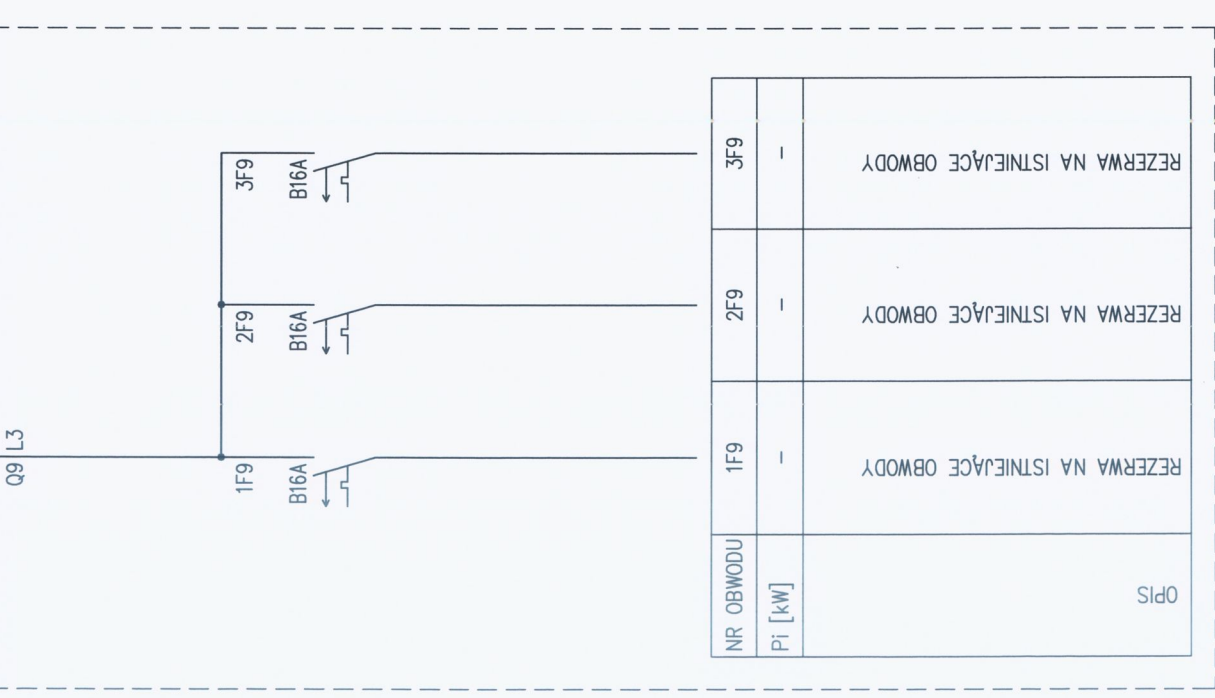 Q9 L3
1F9
B16A
2F9
B16A
3F9
B16A
NR OBWODU
1F9
2F9
3F9
Pi [kW]
-
-
-
OPIS
REZERWA NA ISTNIEJĄCE OBWODY
REZERWA NA ISTNIEJĄCE OBWODY
REZERWA NA ISTNIEJĄCE OBWODY